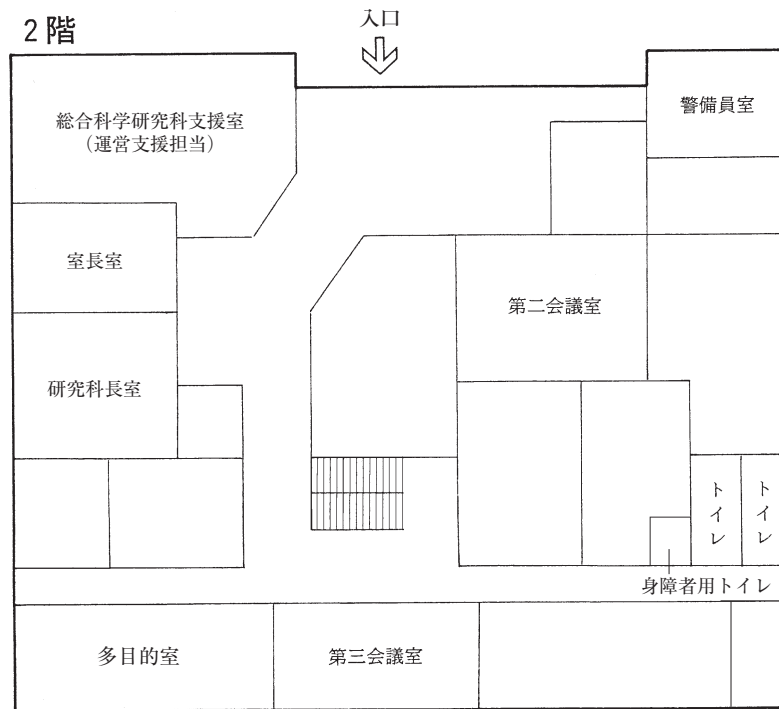 2階
入口
総合科学研究科支援室
(運営支援担当)
警備員室
室長室
第二会議室
研究科長室
トイレ
トイレ
身障者用トイレ
多目的室
第三会議室